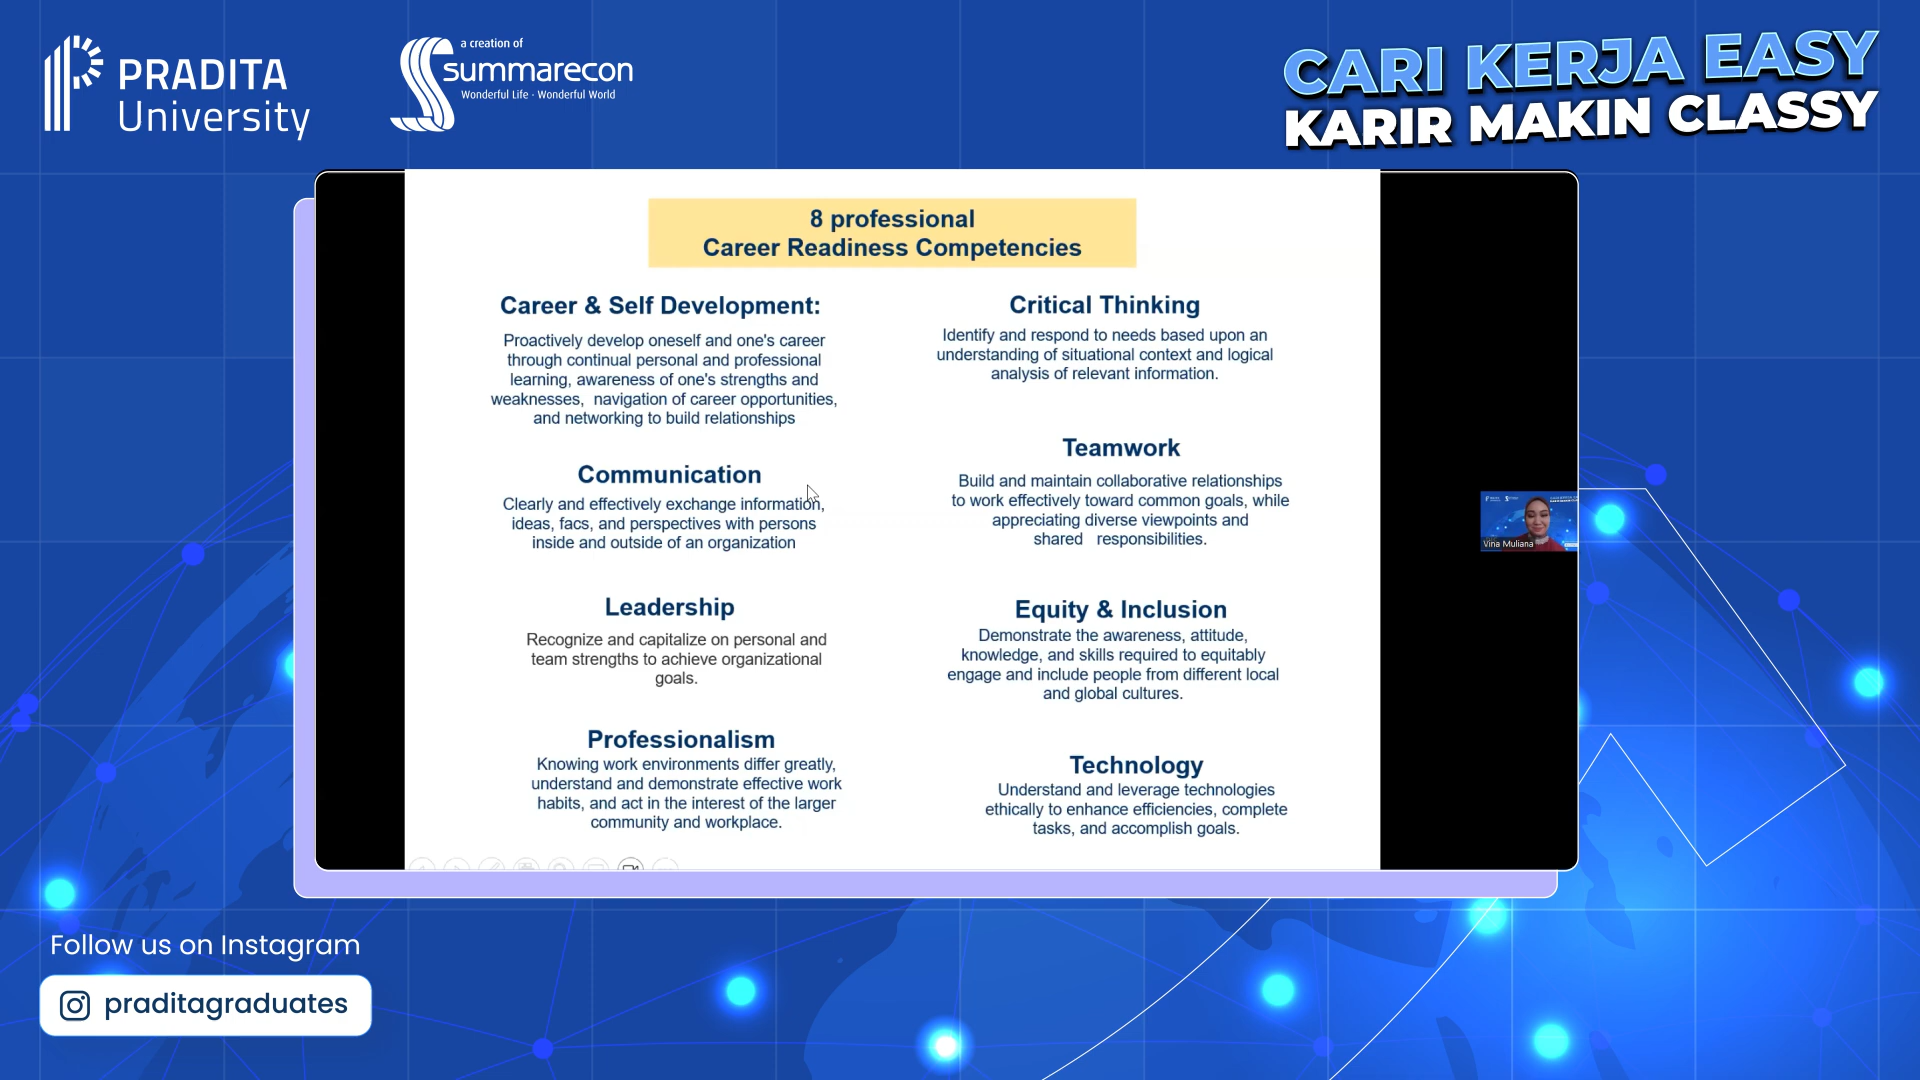 PRADITA
University
a creation of
summarecon
Wonderful Life · Wonderful World
CARI KERJA EASY
KARIR MAKIN CLASSY
8 professional
Career Readiness Competencies
Career & Self Development:
Proactively develop oneself and one's career
through continual personal and professional
learning, awareness of one's strengths and
weaknesses, navigation of career opportunities,
and networking to build relationships
Communication
Clearly and effectively exchange information,
ideas, facs, and perspectives with persons
inside and outside of an organization
Leadership
Recognize and capitalize on personal and
team strengths to achieve organizational
goals.
Professionalism
Knowing work environments differ greatly,
understand and demonstrate effective work
habits, and act in the interest of the larger
community and workplace.
Critical Thinking
Identify and respond to needs based upon an
understanding of situational context and logical
analysis of relevant information.
Teamwork
Build and maintain collaborative relationships
to work effectively toward common goals, while
appreciating diverse viewpoints and
shared responsibilities.
Equity & Inclusion
Demonstrate the awareness, attitude,
knowledge, and skills required to equitably
engage and include people from different local
and global cultures.
Technology
Understand and leverage technologies
ethically to enhance efficiencies, complete
tasks, and accomplish goals.
Vina Muliana
Follow us on Instagram
praditagraduates